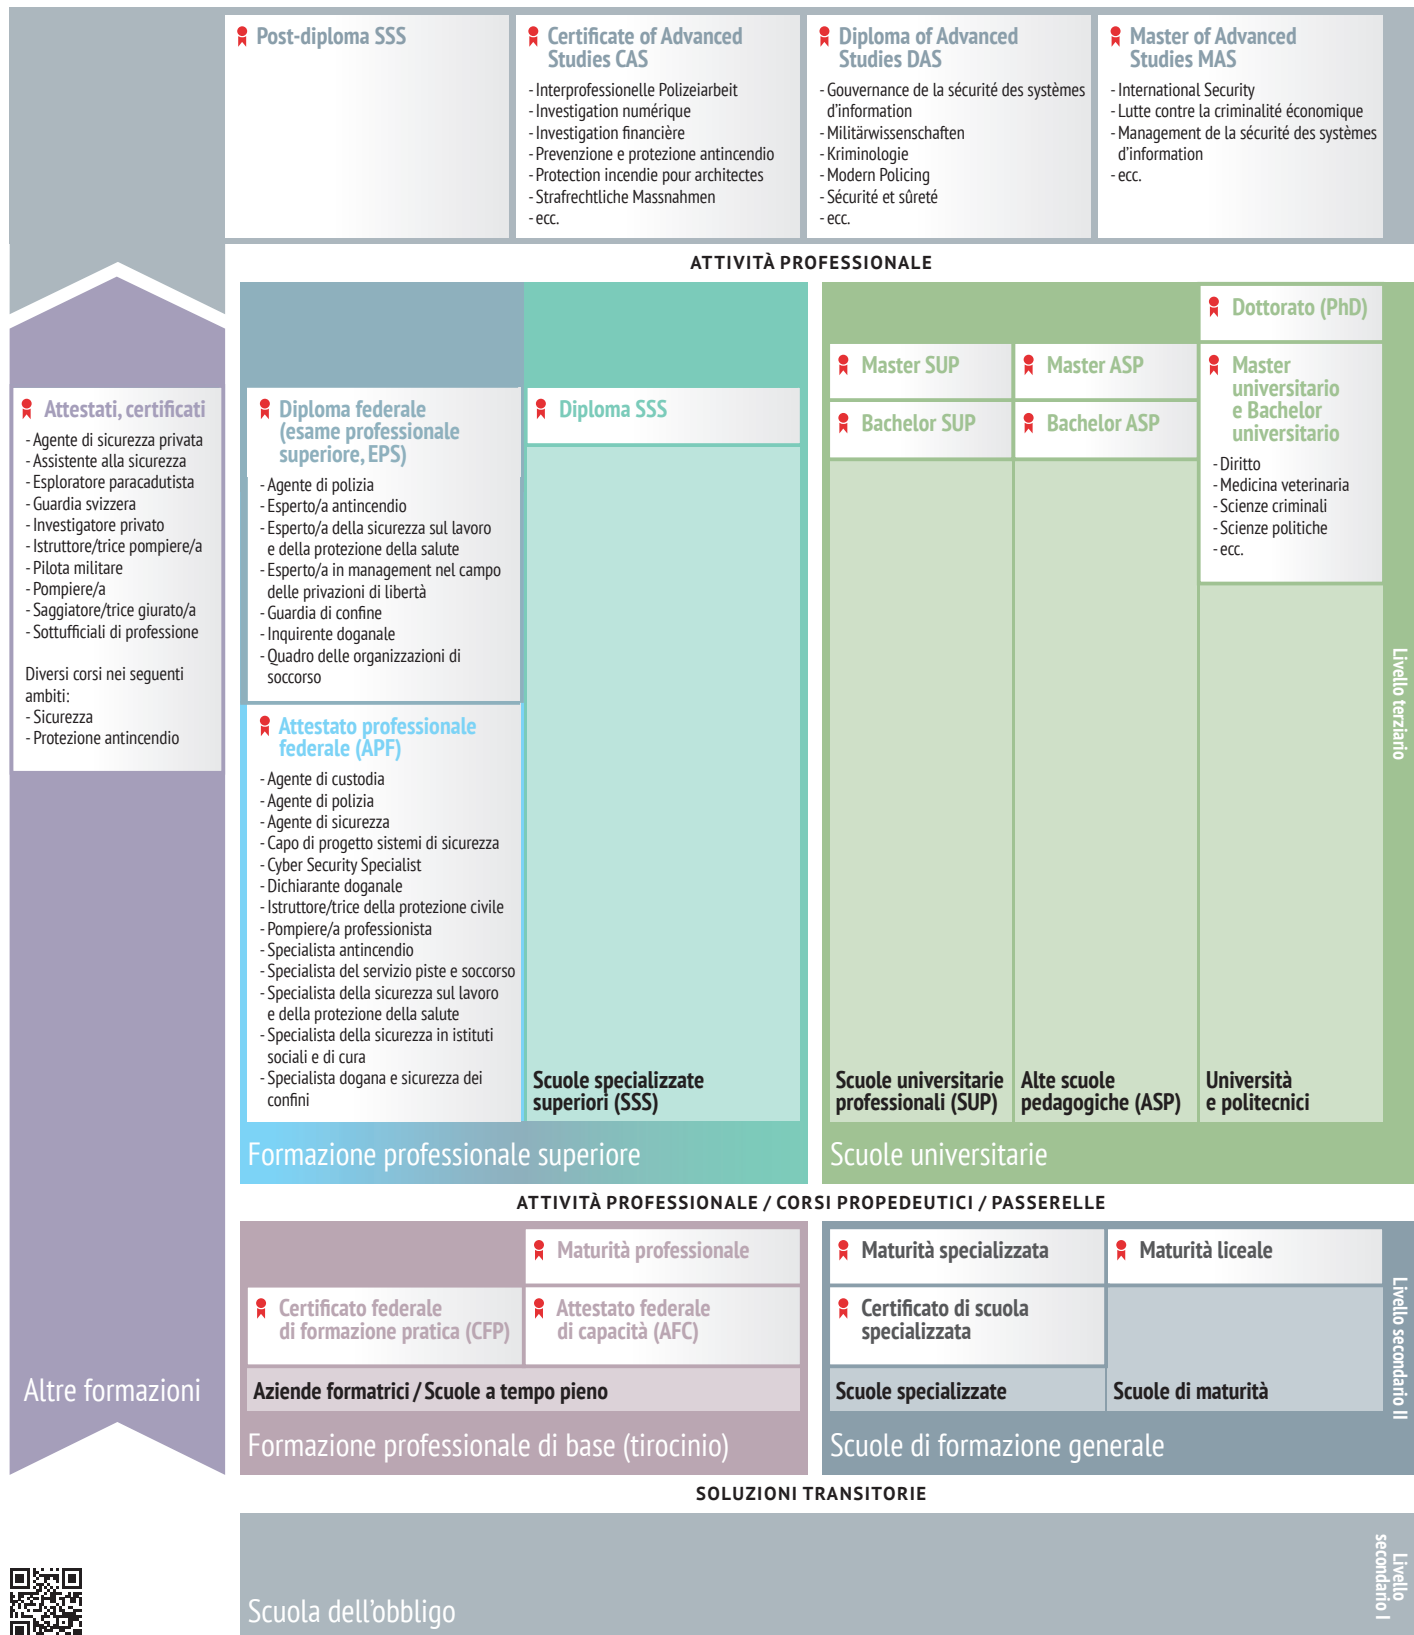 Post-diploma SSS
Certificate of Advanced
Studies CAS
- Interprofessionelle Polizeiarbeit
- Investigation numérique
- Investigation financière
- Prevenzione e protezione antincendio
- Protection incendie pour architectes
- Strafrechtliche Massnahmen
- ecc.
Diploma of Advanced
Studies DAS
- Gouvernance de la sécurité des systèmes
d'information
- Militärwissenschaften
- Kriminologie
- Modern Policing
- Sécurité et sûreté
- ecc.
Master of Advanced
Studies MAS
- International Security
- Lutte contre la criminalité économique
- Management de la sécurité des systèmes
d'information
- ecc.
ATTIVITÀ PROFESSIONALE
Attestati, certificati
- Agente di sicurezza privata
- Assistente alla sicurezza
- Esploratore paracadutista
- Guardia svizzera
- Investigatore privato
- Istruttore/trice pompiere/a
- Pilota militare
- Pompiere/a
- Saggiatore/trice giurato/a
- Sottufficiali di professione
Diversi corsi nei seguenti
ambiti:
- Sicurezza
- Protezione antincendio
Altre formazioni
Diploma federale
(esame professionale
superiore, EPS)
- Agente di polizia
- Esperto/a antincendio
- Esperto/a della sicurezza sul lavoro
e della protezione della salute
- Esperto/a in management nel campo
delle privazioni di libertà
- Guardia di confine
- Inquirente doganale
- Quadro delle organizzazioni di
soccorso
Attestato professionale
federale (APF)
- Agente di custodia
- Agente di polizia
- Agente di sicurezza
- Capo di progetto sistemi di sicurezza
- Cyber Security Specialist
- Dichiarante doganale
- Istruttore/trice della protezione civile
- Pompiere/a professionista
- Specialista antincendio
- Specialista del servizio piste e soccorso
- Specialista della sicurezza sul lavoro
e della protezione della salute
- Specialista della sicurezza in istituti
sociali e di cura
- Specialista dogana e sicurezza dei
confini
Diploma SSS
Scuole specializzate
superiori (SSS)
Formazione professionale superiore
Master SUP
Bachelor SUP
Scuole universitarie
professionali (SUP)
Master ASP
Bachelor ASP
Alte scuole
pedagogiche (ASP)
Dottorato (PhD)
Master
universitario
e Bachelor
universitario
- Diritto
- Medicina veterinaria
- Scienze criminali
- Scienze politiche
- ecc.
Università
e politecnici
Scuole universitarie
Livello terziario
ATTIVITÀ PROFESSIONALE / CORSI PROPEDEUTICI / PASSERELLE
Maturità professionale
Certificato federale
di formazione pratica (CFP)
Attestato federale
di capacità (AFC)
Aziende formatrici / Scuole a tempo pieno
Formazione professionale di base (tirocinio)
Maturità specializzata
Certificato di scuola
specializzata
Scuole specializzate
Maturità liceale
Scuole di maturità
Scuole di formazione generale
Livello secondario II
SOLUZIONI TRANSITORIE
Scuola dell'obbligo
Livello
secondario I